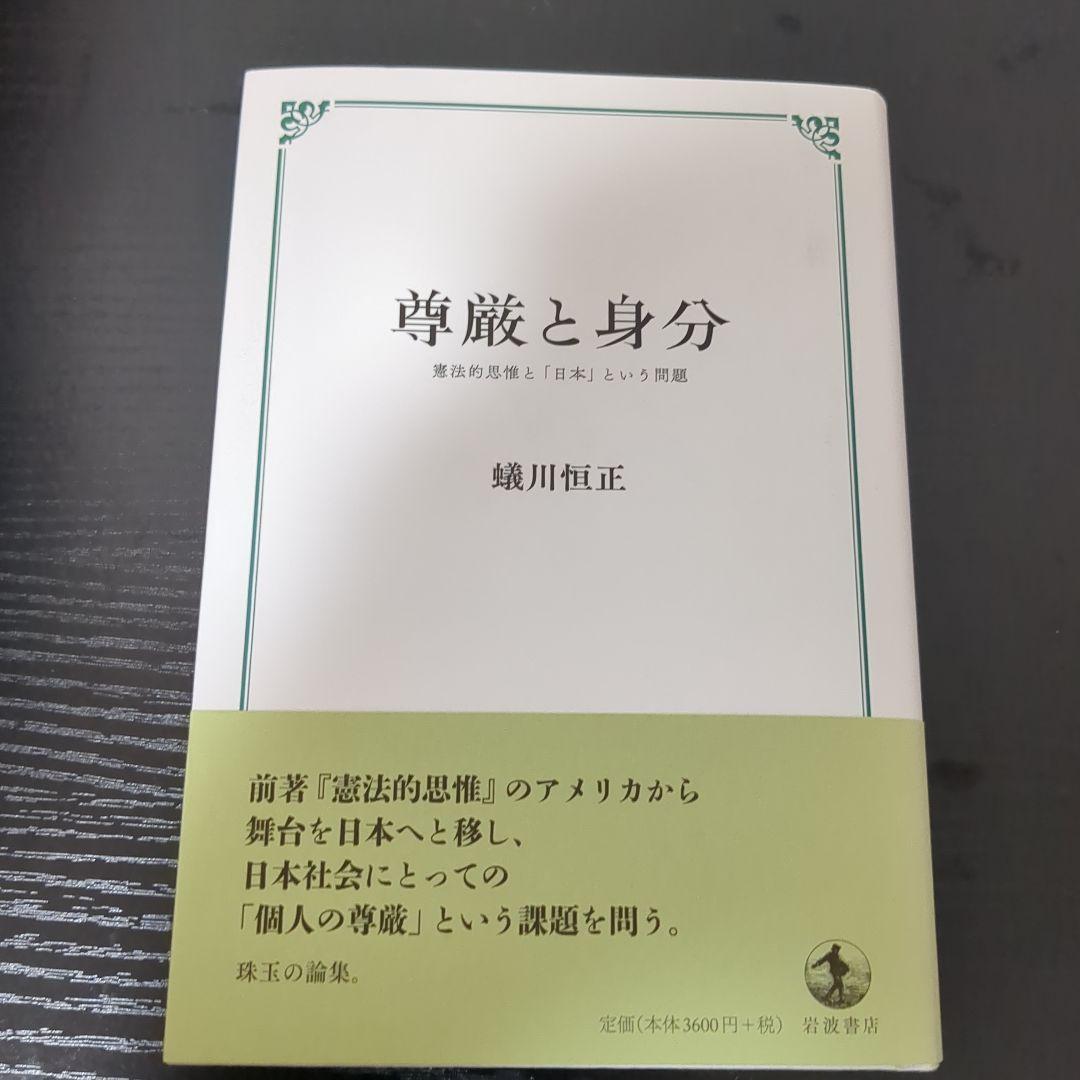 尊厳と身分
憲法的思惟と「日本」という問題
蟻川恒正
前著『憲法的思惟』のアメリカから
舞台を日本へと移し、
日本社会にとっての
「個人の尊厳」という課題を問う。
珠玉の論集。
定価(本体3600円+税) 岩波書店